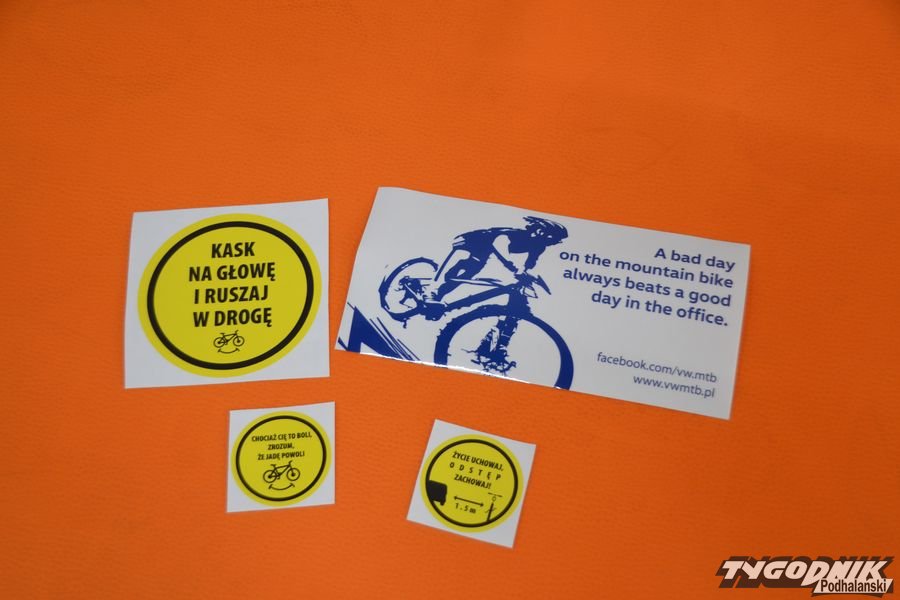 KASK
NA GŁOWĘ
I RUSZAJ
W DROGĘ
A bad day
on the mountain bike
always beats a good
day in the office.
facebook.com/vw.mtb
www.vwmtb.pl
CHOCIAŻ CIĘ TO BOLI,
ZROZUM,
ŻE JADĘ POWOLI
ŻYCIE UCHOWAJ,
ODSTĘP
ZACHOWAJ!
1.5m
TYGODNIK
Podhalański